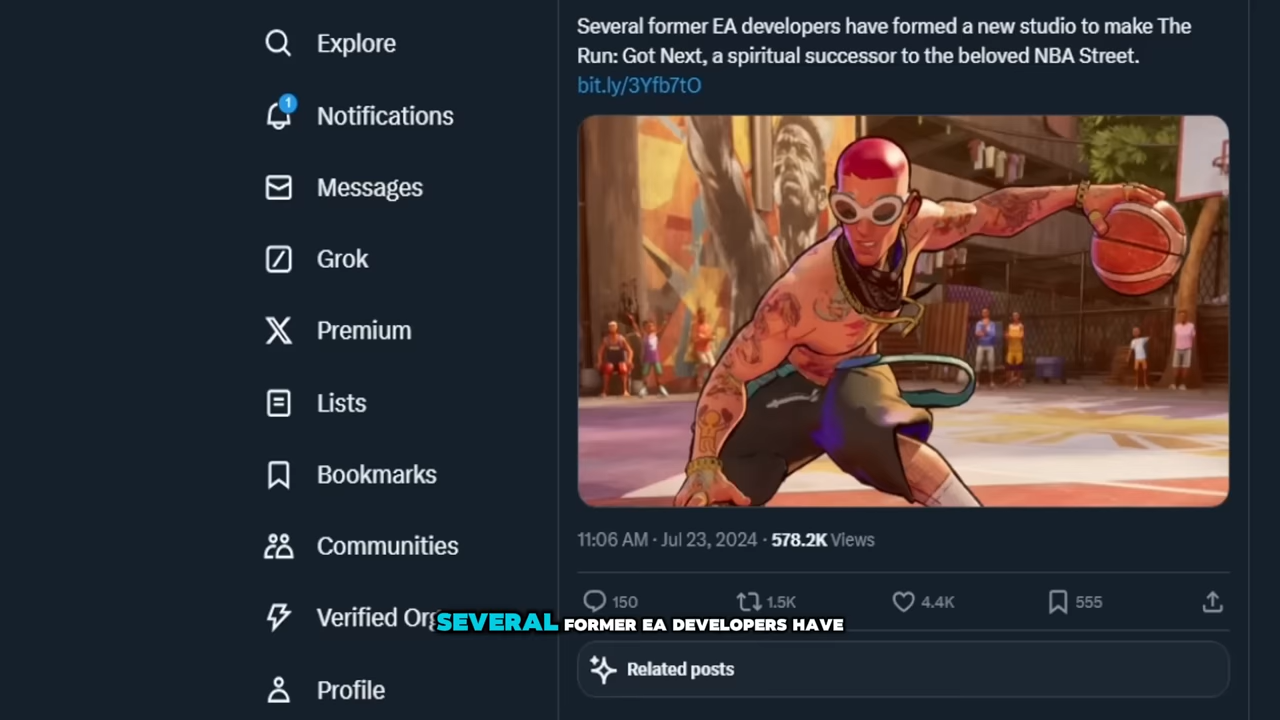 Explore
Notifications
1
Messages
Grok
Premium
Lists
Bookmarks
Communities
Verified Org
Profile
Several former EA developers have formed a new studio to make The
Run: Got Next, a spiritual successor to the beloved NBA Street.
bit.ly/3Yfb7tO
11:06 AM · Jul 23, 2024 · 578.2K Views
150 1.5K 4.4K 555
SEVERAL FORMER EA DEVELOPERS HAVE
Related posts